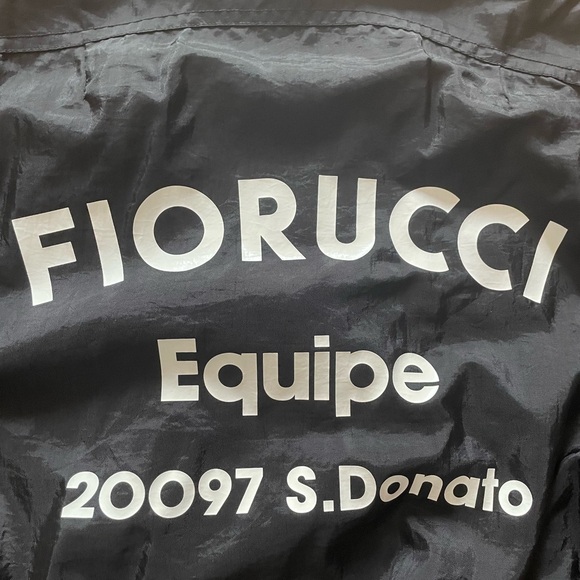 FIORUCCI
Equipe
20097 S.Donato